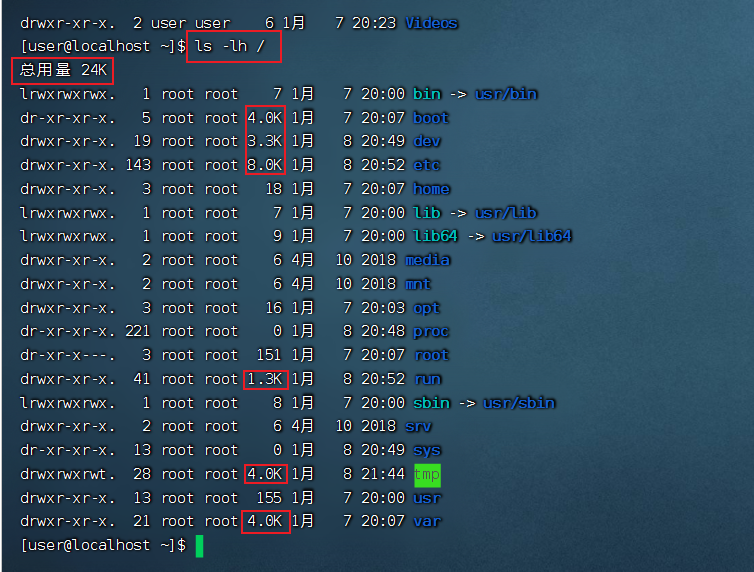 drwxr-xr-x.  2 user user    6 1月   7 20:23 Videos
[user@localhost ~]$ ls -lh /
总用量 24K
lrwxrwxrwx.   1 root root    7 1月   7 20:00 bin -> usr/bin
dr-xr-xr-x.   5 root root 4.0K 1月   7 20:07 boot
drwxr-xr-x.  19 root root 3.3K 1月   8 20:49 dev
drwxr-xr-x. 143 root root 8.0K 1月   8 20:52 etc
drwxr-xr-x.   3 root root   18 1月   7 20:07 home
lrwxrwxrwx.   1 root root    7 1月   7 20:00 lib -> usr/lib
lrwxrwxrwx.   1 root root    9 1月   7 20:00 lib64 -> usr/lib64
drwxr-xr-x.   2 root root    6 4月  10 2018 media
drwxr-xr-x.   2 root root    6 4月  10 2018 mnt
drwxr-xr-x.   3 root root   16 1月   7 20:03 opt
dr-xr-xr-x. 221 root root    0 1月   8 20:48 proc
dr-xr-x---.   3 root root  151 1月   7 20:07 root
drwxr-xr-x.  41 root root 1.3K 1月   8 20:52 run
lrwxrwxrwx.   1 root root    8 1月   7 20:00 sbin -> usr/sbin
drwxr-xr-x.   2 root root    6 4月  10 2018 srv
dr-xr-xr-x.  13 root root    0 1月   8 20:49 sys
drwxrwxrwt.  28 root root 4.0K 1月   8 21:44 tmp
drwxr-xr-x.  13 root root  155 1月   7 20:00 usr
drwxr-xr-x.  21 root root 4.0K 1月   7 20:07 var
[user@localhost ~]$